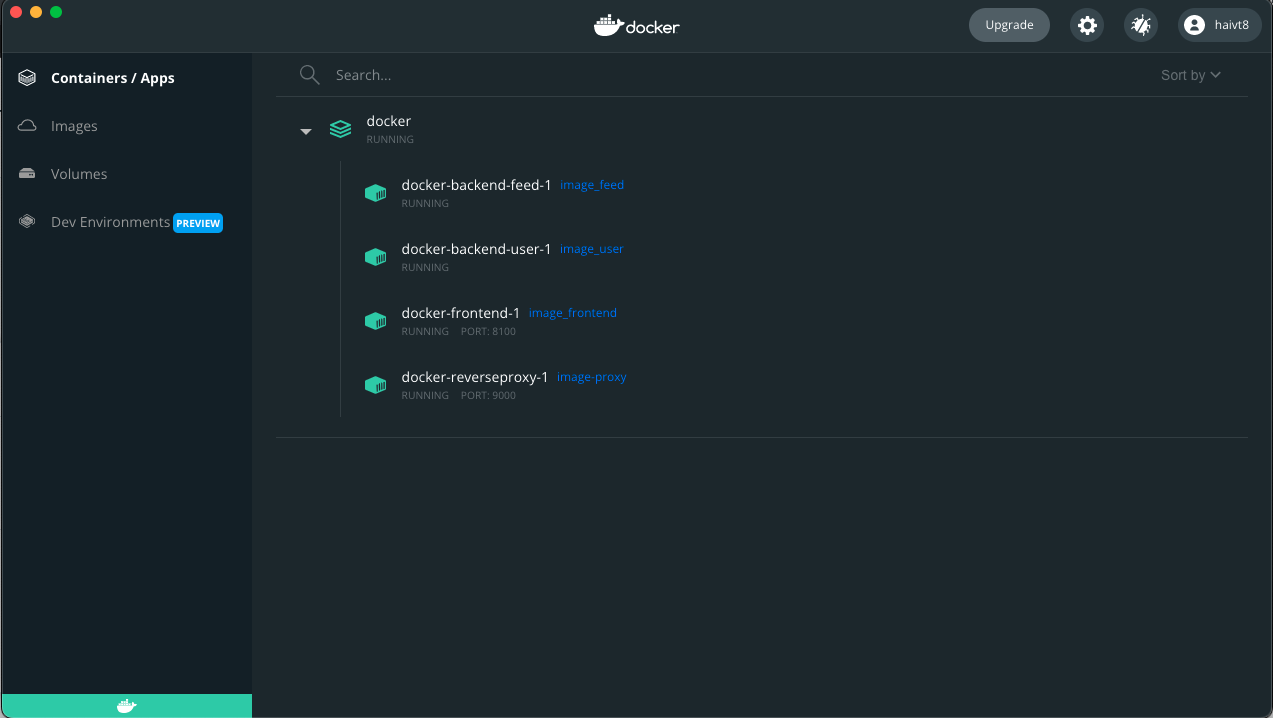 docker
Upgrade
haivt8
Containers / Apps
Images
Volumes
Dev Environments PREVIEW
Search...
Sort by
docker
RUNNING
docker-backend-feed-1 image_feed
RUNNING
docker-backend-user-1 image_user
RUNNING
docker-frontend-1 image_frontend
RUNNING PORT: 8100
docker-reverseproxy-1 image-proxy
RUNNING PORT: 9000